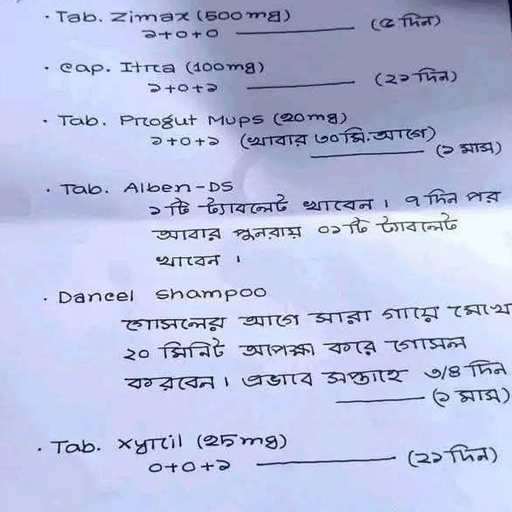 · Tab. Zimax (500mg)
১+০+০ ——— (৫ দিন)
· Cap. Itra (100mg)
১+০+১ ——— (২১ দিন)
· Tab. Progut Mups (20mg)
১+০+১ (খাবার ৩০মি.আগে)
——— (১ মাস)
· Tab. Alben-DS
১টি ট্যাবলেট খাবেন। ৭ দিন পর
আবার পুনরায় ০১টি ট্যাবলেট
খাবেন।
· Dancel shampoo
গোসলের আগে সারা গায়ে মেখে
২০ মিনিট অপেক্ষা করে গোসল
করবেন। এভাবে সপ্তাহে ৩/৪ দিন
——— (১ মাস)
· Tab. Xyril (25mg)
০+০+১ ——— (২১ দিন)